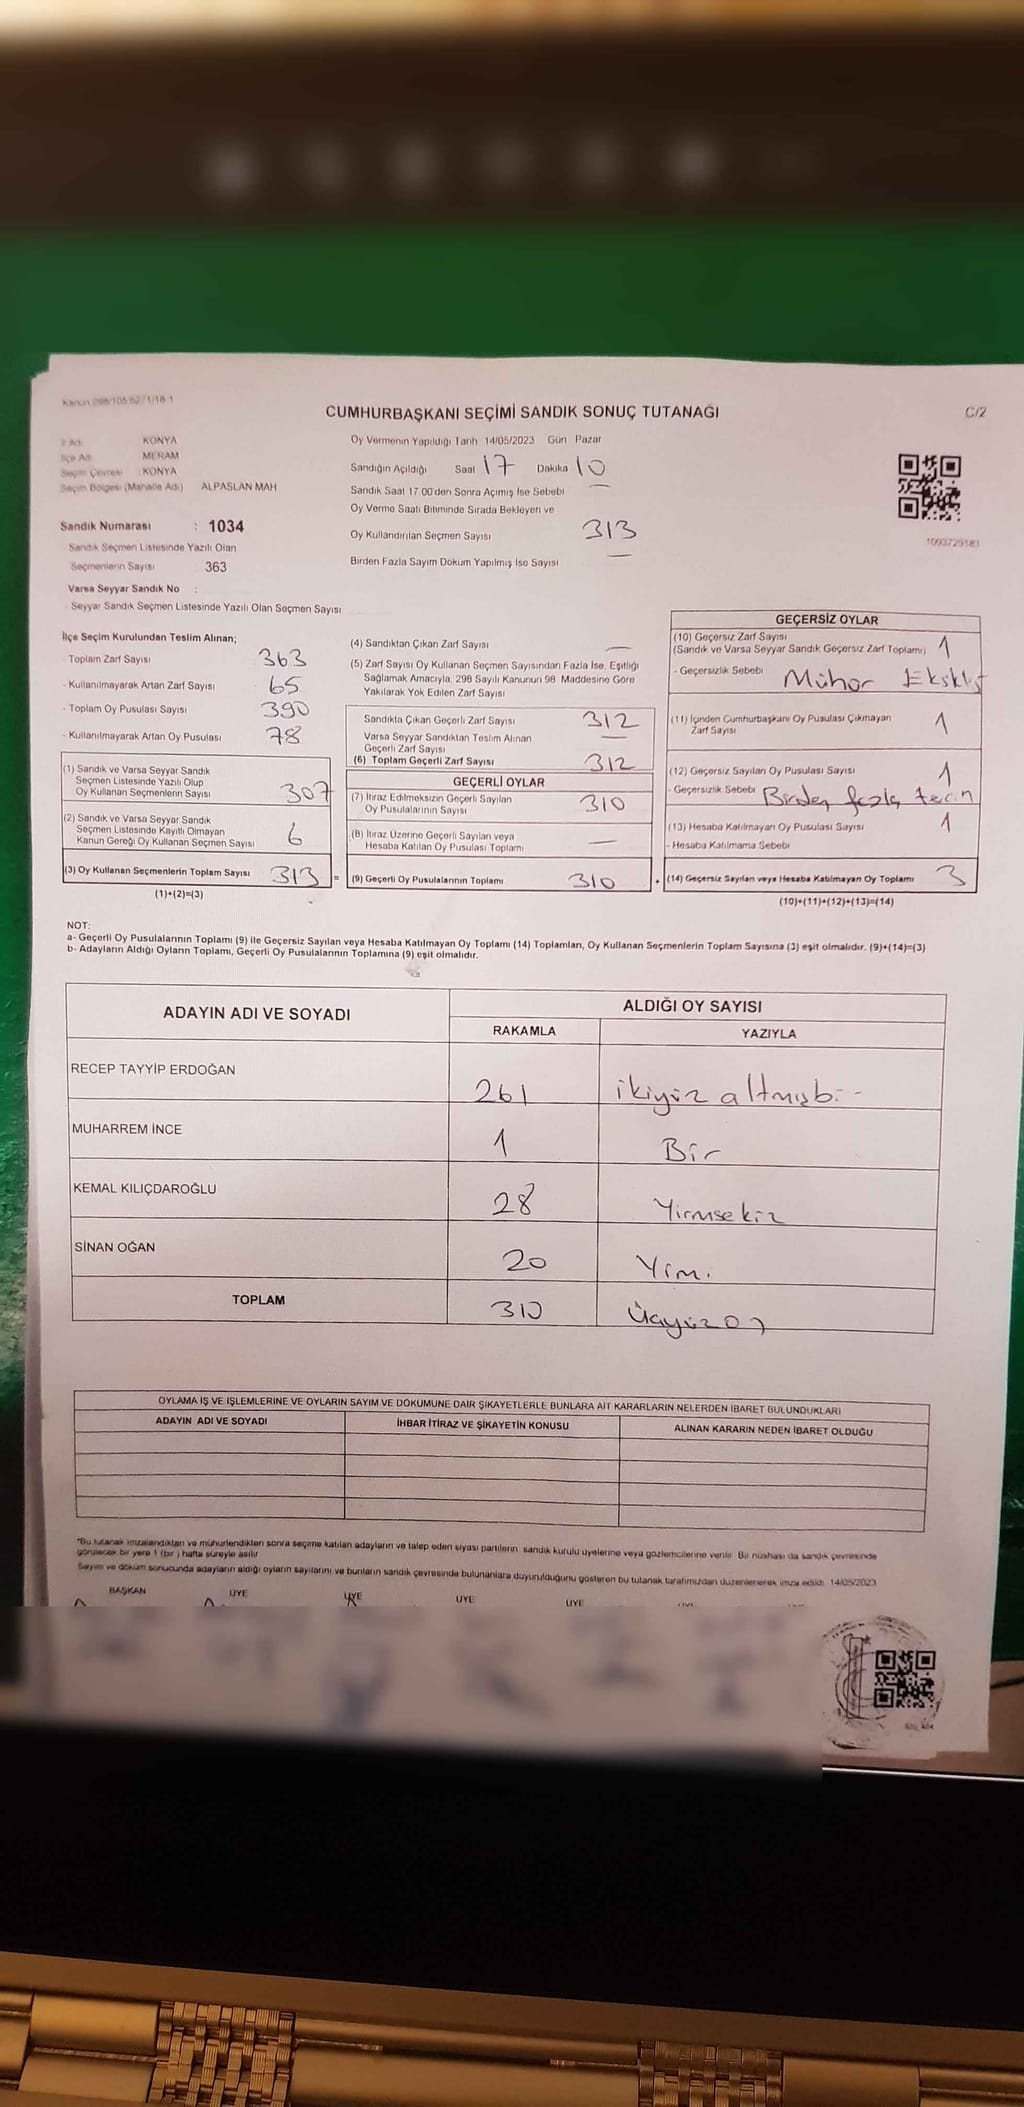 Kanun 298/105
CUMHURBAŞKANI SEÇİMİ SANDIK SONUÇ TUTANAĞI
C/2
İl Adı KONYA
İlçe Adı MERAM
Seçim Çevresi KONYA
Seçim Bölgesi (Mahalle Adı) ALPASLAN MAH
Sandık Numarası : 1034
Sandık Seçmen Listesinde Yazılı Olan
Seçmenlerin Sayısı 363
Varsa Seyyar Sandık No :
Seyyar Sandık Seçmen Listesinde Yazılı Olan Seçmen Sayısı
Oy Vermenin Yapıldığı Tarih 14/05/2023 Gün Pazar
Sandığın Açıldığı Saat 17 Dakika 10
Sandık Saat 17 00'den Sonra Açımış İse Sebebi —
Oy Verme Saati Bitiminde Sırada Bekleyen ve
Oy Kullandırılan Seçmen Sayısı 313
Birden Fazla Sayım Döküm Yapılmış İse Sayısı —
1093729183
İlçe Seçim Kurulundan Teslim Alınan;
- Toplam Zarf Sayısı 363
- Kullanılmayarak Artan Zarf Sayısı 65
- Toplam Oy Pusulası Sayısı 390
- Kullanılmayarak Artan Oy Pusulası 78
(1) Sandık ve Varsa Seyyar Sandık
Seçmen Listesinde Yazılı Olup
Oy Kullanan Seçmenlerin Sayısı 307
(2) Sandık ve Varsa Seyyar Sandık
Seçmen Listesinde Kayıtlı Olmayan
Kanun Gereği Oy Kullanan Seçmen Sayısı 6
(3) Oy Kullanan Seçmenlerin Toplam Sayısı 313 =
(1)+(2)=(3)
(4) Sandıktan Çıkan Zarf Sayısı —
(5) Zarf Sayısı Oy Kullanan Seçmen Sayısından Fazla İse, Eşitliği
Sağlamak Amacıyla, 298 Sayılı Kanunun 98. Maddesine Göre
Yakılarak Yok Edilen Zarf Sayısı
Sandıkta Çıkan Geçerli Zarf Sayısı 312
Varsa Seyyar Sandıktan Teslim Alınan
Geçerli Zarf Sayısı —
(6) Toplam Geçerli Zarf Sayısı 312
GEÇERLİ OYLAR
(7) İtiraz Edilmeksizin Geçerli Sayılan
Oy Pusulalarının Sayısı 310
(8) İtiraz Üzerine Geçerli Sayılan veya
Hesaba Katılan Oy Pusulası Toplamı —
(9) Geçerli Oy Pusulalarının Toplamı 310 +
GEÇERSİZ OYLAR
(10) Geçersiz Zarf Sayısı
(Sandık ve Varsa Seyyar Sandık Geçersiz Zarf Toplamı) 1
- Geçersizlik Sebebi Mühür
(11) İçinden Cumhurbaşkanı Oy Pusulası Çıkmayan
Zarf Sayısı 1
(12) Geçersiz Sayılan Oy Pusulası Sayısı 1
- Geçersizlik Sebebi Birden fazla
(13) Hesaba Katılmayan Oy Pusulası Sayısı 1
- Hesaba Katılmama Sebebi
(14) Geçersiz Sayılan veya Hesaba Katılmayan Oy Toplamı 3
(10)+(11)+(12)+(13)=(14)
NOT:
a- Geçerli Oy Pusulalarının Toplamı (9) ile Geçersiz Sayılan veya Hesaba Katılmayan Oy Toplamı (14) Toplamları, Oy Kullanan Seçmenlerin Toplam Sayısına (3) eşit olmalıdır. (9)+(14)=(3)
b- Adayların Aldığı Oyların Toplamı, Geçerli Oy Pusulalarının Toplamına (9) eşit olmalıdır.
ADAYIN ADI VE SOYADI
ALDIĞI OY SAYISI
RAKAMLA YAZIYLA
RECEP TAYYİP ERDOĞAN 261 ikiyüz altmışbi-
MUHARREM İNCE 1 Bir
KEMAL KILIÇDAROĞLU 28 Yirmsekiz
SİNAN OĞAN 20 Yirm.
TOPLAM 310 Üçyüz on
OYLAMA İŞ VE İŞLEMLERİNE VE OYLARIN SAYIM VE DÖKÜMÜNE DAİR ŞİKAYETLERLE BUNLARA AİT KARARLARIN NELERDEN İBARET BULUNDUKLARI
ADAYIN ADI VE SOYADI İHBAR İTİRAZ VE ŞİKAYETİN KONUSU ALINAN KARARIN NEDEN İBARET OLDUĞU
*Bu tutanak imzalandıktan ve mühürlendikten sonra seçime katılan adayların ve talep eden siyasi partilerin sandık kurulu üyelerine veya gözlemcilerine verilir. Bir nüshası da sandık çevresinde
görülecek bir yere 1 (bir) hafta süreyle asılır
Sayım ve döküm sonucunda adayların aldığı oyların sayılarını ve bunların sandık çevresinde bulunanlara duyurulduğunu gösteren bu tutanak tarafımızdan düzenlenerek imza edildi. 14/05/2023
BAŞKAN ÜYE ÜYE ÜYE ÜYE